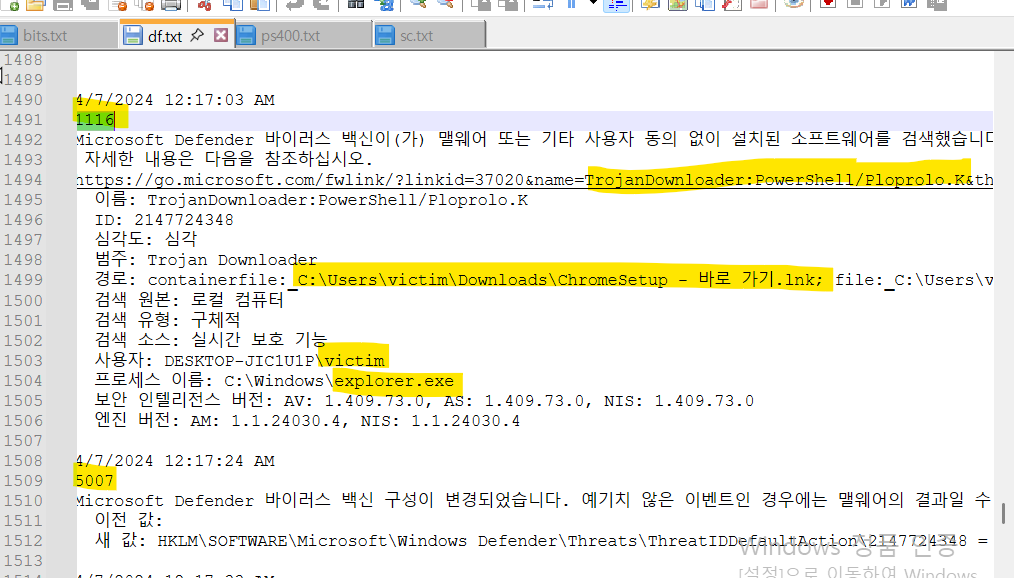 bits.txt df.txt ps400.txt sc.txt
1488
1489
1490 4/7/2024 12:17:03 AM
1491 1116
1492 Microsoft Defender 바이러스 백신이(가) 맬웨어 또는 기타 사용자 동의 없이 설치된 소프트웨어를 검색했습니다
1493 자세한 내용은 다음을 참조하십시오.
1494 https://go.microsoft.com/fwlink/?linkid=37020&name=TrojanDownloader:PowerShell/Ploprolo.K&th
1495 이름: TrojanDownloader:PowerShell/Ploprolo.K
1496 ID: 2147724348
1497 심각도: 심각
1498 범주: Trojan Downloader
1499 경로: containerfile:_C:\Users\victim\Downloads\ChromeSetup - 바로 가기.lnk; file:_C:\Users\v
1500 검색 원본: 로컬 컴퓨터
1501 검색 유형: 구체적
1502 검색 소스: 실시간 보호 기능
1503 사용자: DESKTOP-JIC1U1P\victim
1504 프로세스 이름: C:\Windows\explorer.exe
1505 보안 인텔리전스 버전: AV: 1.409.73.0, AS: 1.409.73.0, NIS: 1.409.73.0
1506 엔진 버전: AM: 1.1.24030.4, NIS: 1.1.24030.4
1507
1508 4/7/2024 12:17:24 AM
1509 5007
1510 Microsoft Defender 바이러스 백신 구성이 변경되었습니다. 예기치 않은 이벤트인 경우에는 맬웨어의 결과일 수
1511 이전 값:
1512 새 값: HKLM\SOFTWARE\Microsoft\Windows Defender\Threats\ThreatIDDefaultAction\2147724348 =
Windows 정품 인증
1513
[설정]으로 이동하여 Windows